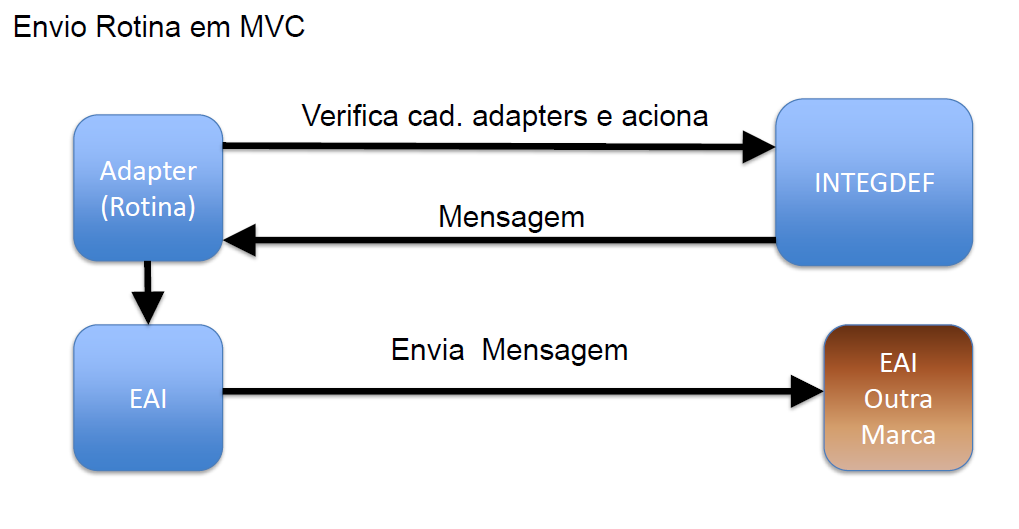 Envio Rotina em MVC
Verifica cad. adapters e aciona
Adapter
(Rotina)
INTEGDEF
Mensagem
Envia  Mensagem
EAI
EAI
Outra
Marca